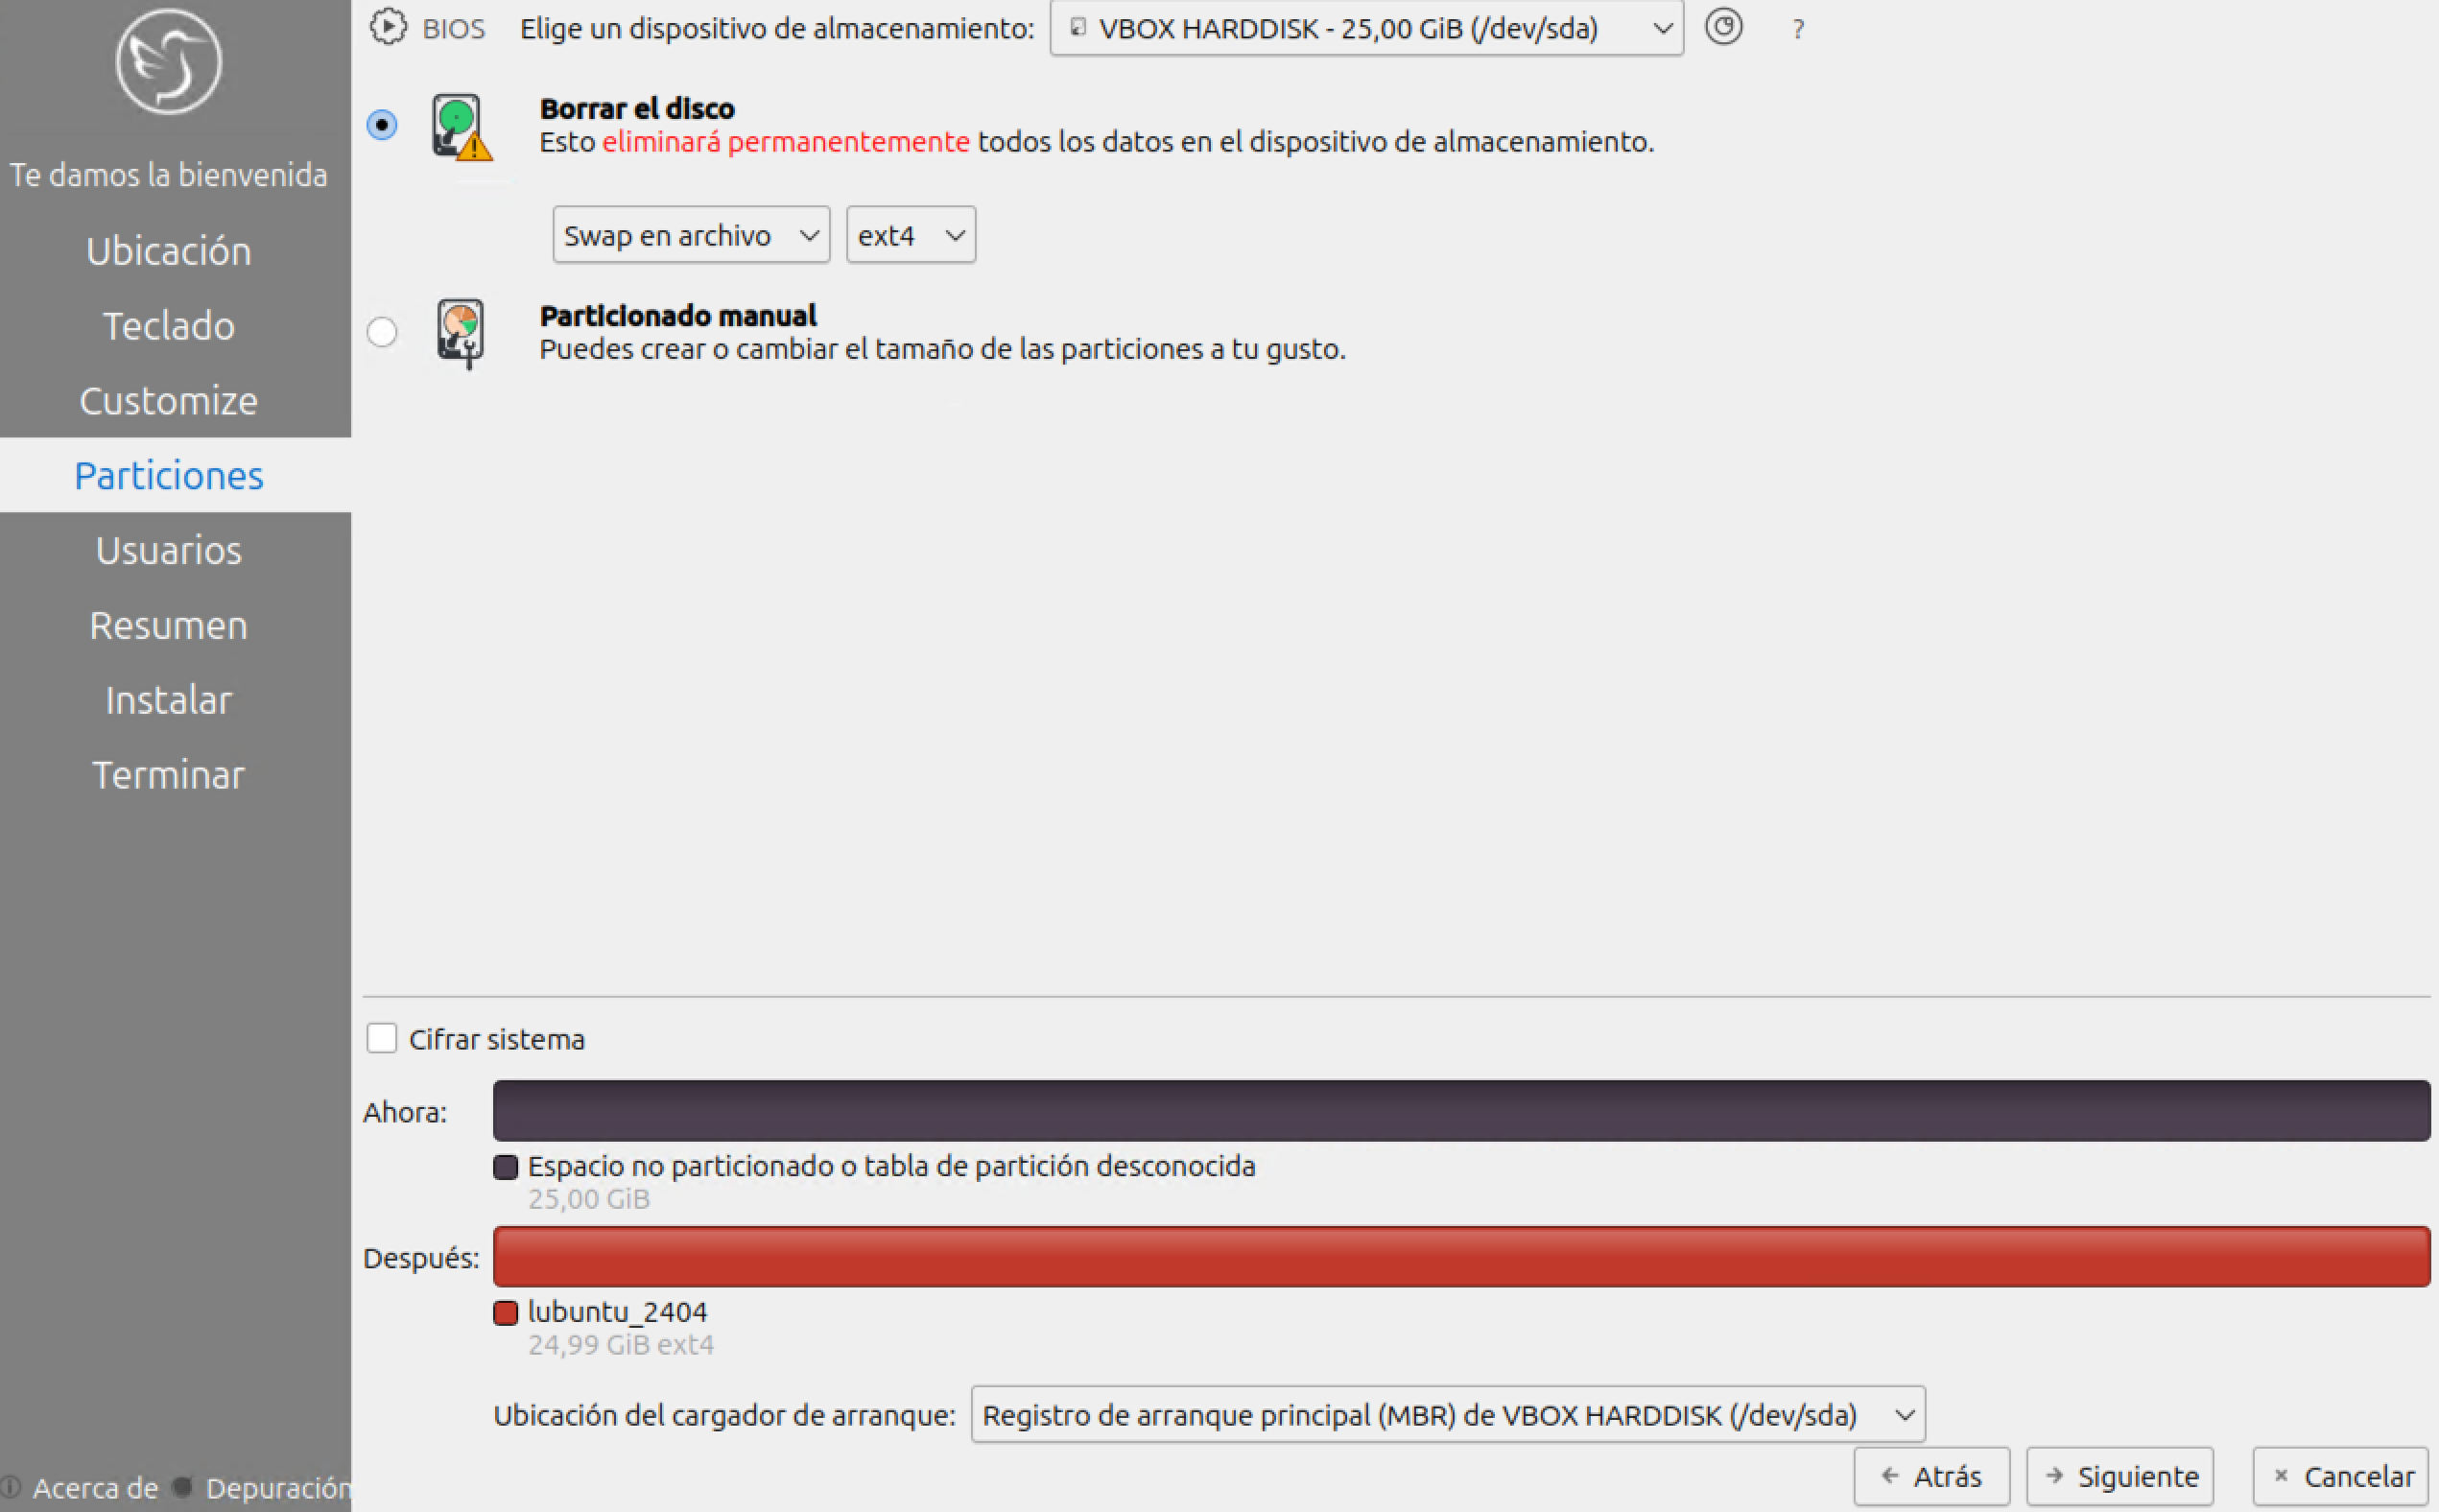 BIOS Elige un dispositivo de almacenamiento: VBOX HARDDISK - 25,00 GiB (/dev/sda) ?
Te damos la bienvenida
Ubicación
Teclado
Customize
Particiones
Usuarios
Resumen
Instalar
Terminar
Acerca de Depuración
Borrar el disco
Esto eliminará permanentemente todos los datos en el dispositivo de almacenamiento.
Swap en archivo ext4
Particionado manual
Puedes crear o cambiar el tamaño de las particiones a tu gusto.
Cifrar sistema
Ahora:
Espacio no particionado o tabla de partición desconocida
25,00 GiB
Después:
lubuntu_2404
24,99 GiB ext4
Ubicación del cargador de arranque: Registro de arranque principal (MBR) de VBOX HARDDISK (/dev/sda)
Atrás Siguiente Cancelar